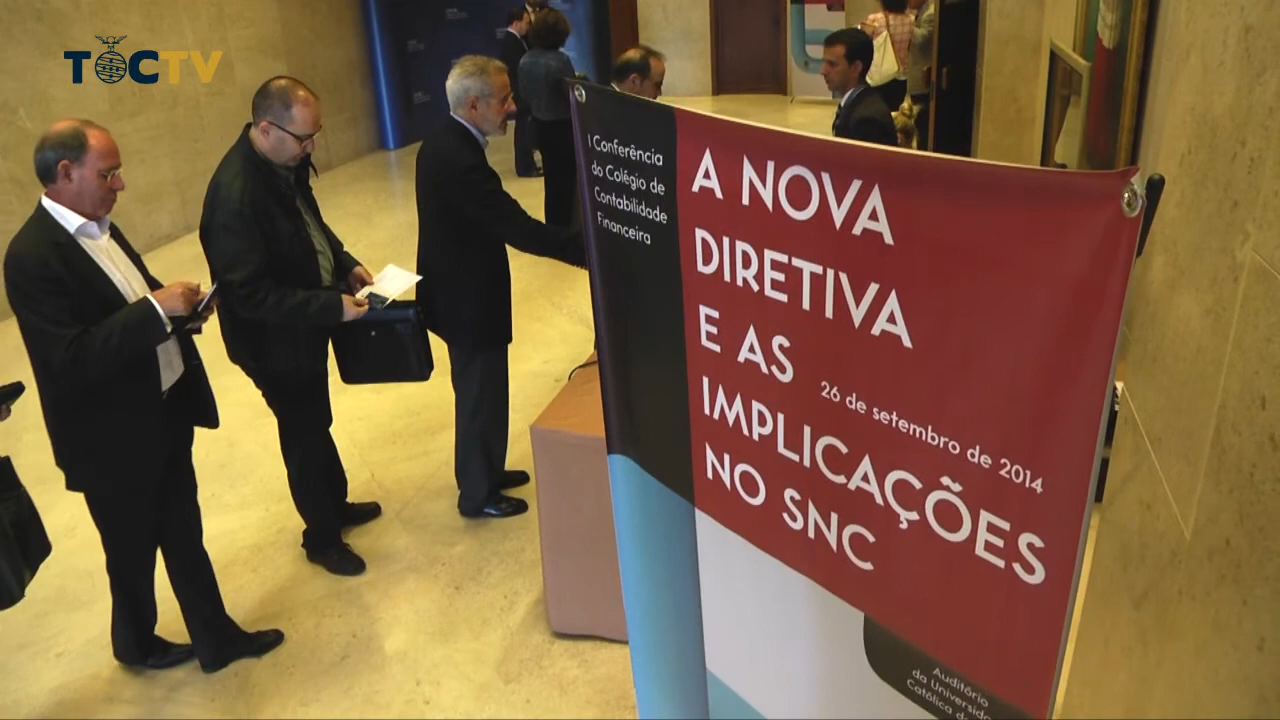 TOCTV
I Conferência
do Colégio de
Contabilidade
Financeira
A NOVA
DIRETIVA
E AS
IMPLICAÇÕES
NO SNC
26 de setembro de 2014
Auditório
da Universida
Católica d